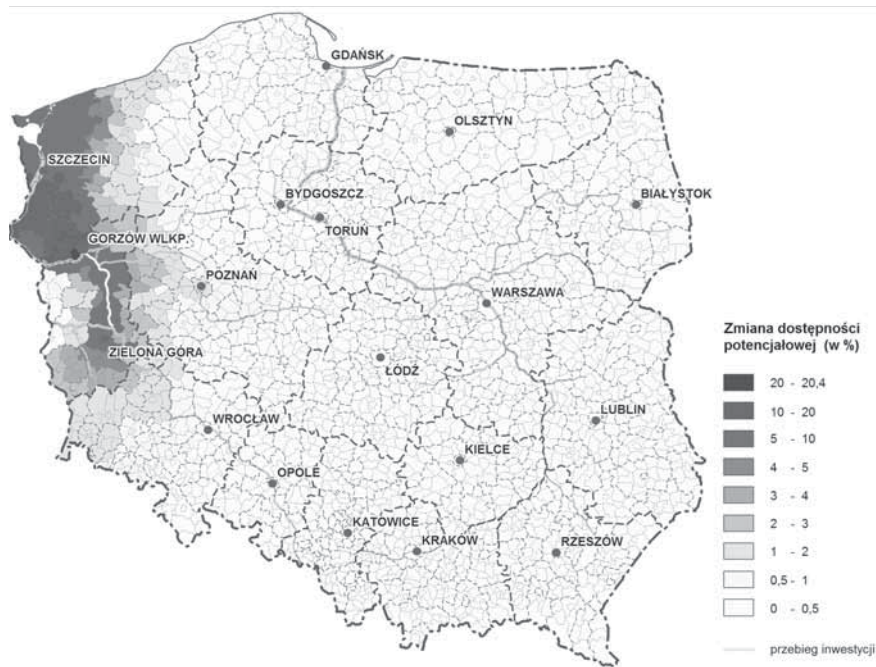 GDAŃSK
OLSZTYN
SZCZECIN
BYDGOSZCZ
BIAŁYSTOK
TORUŃ
GORZÓW WLKP.
POZNAŃ
WARSZAWA
ZIELONA GÓRA
ŁÓDŹ
LUBLIN
WROCŁAW
KIELCE
OPOLE
KATOWICE
KRAKÓW
RZESZÓW
Zmiana dostępności
potencjałowej (w %)
20 - 20,4
10 - 20
5 - 10
4 - 5
3 - 4
2 - 3
1 - 2
0,5 - 1
0 - 0,5
przebieg inwestycji